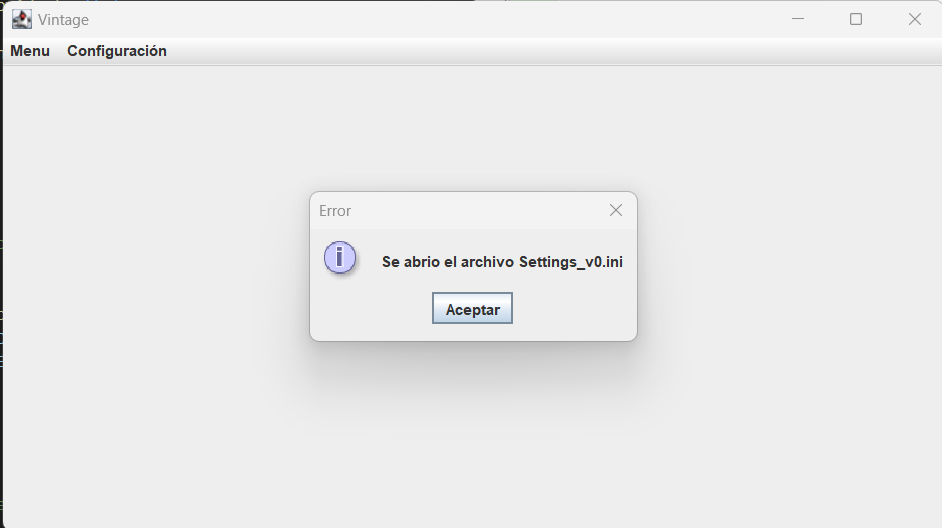 Vintage
Menu Configuración
Error
i
Se abrio el archivo Settings_v0.ini
Aceptar